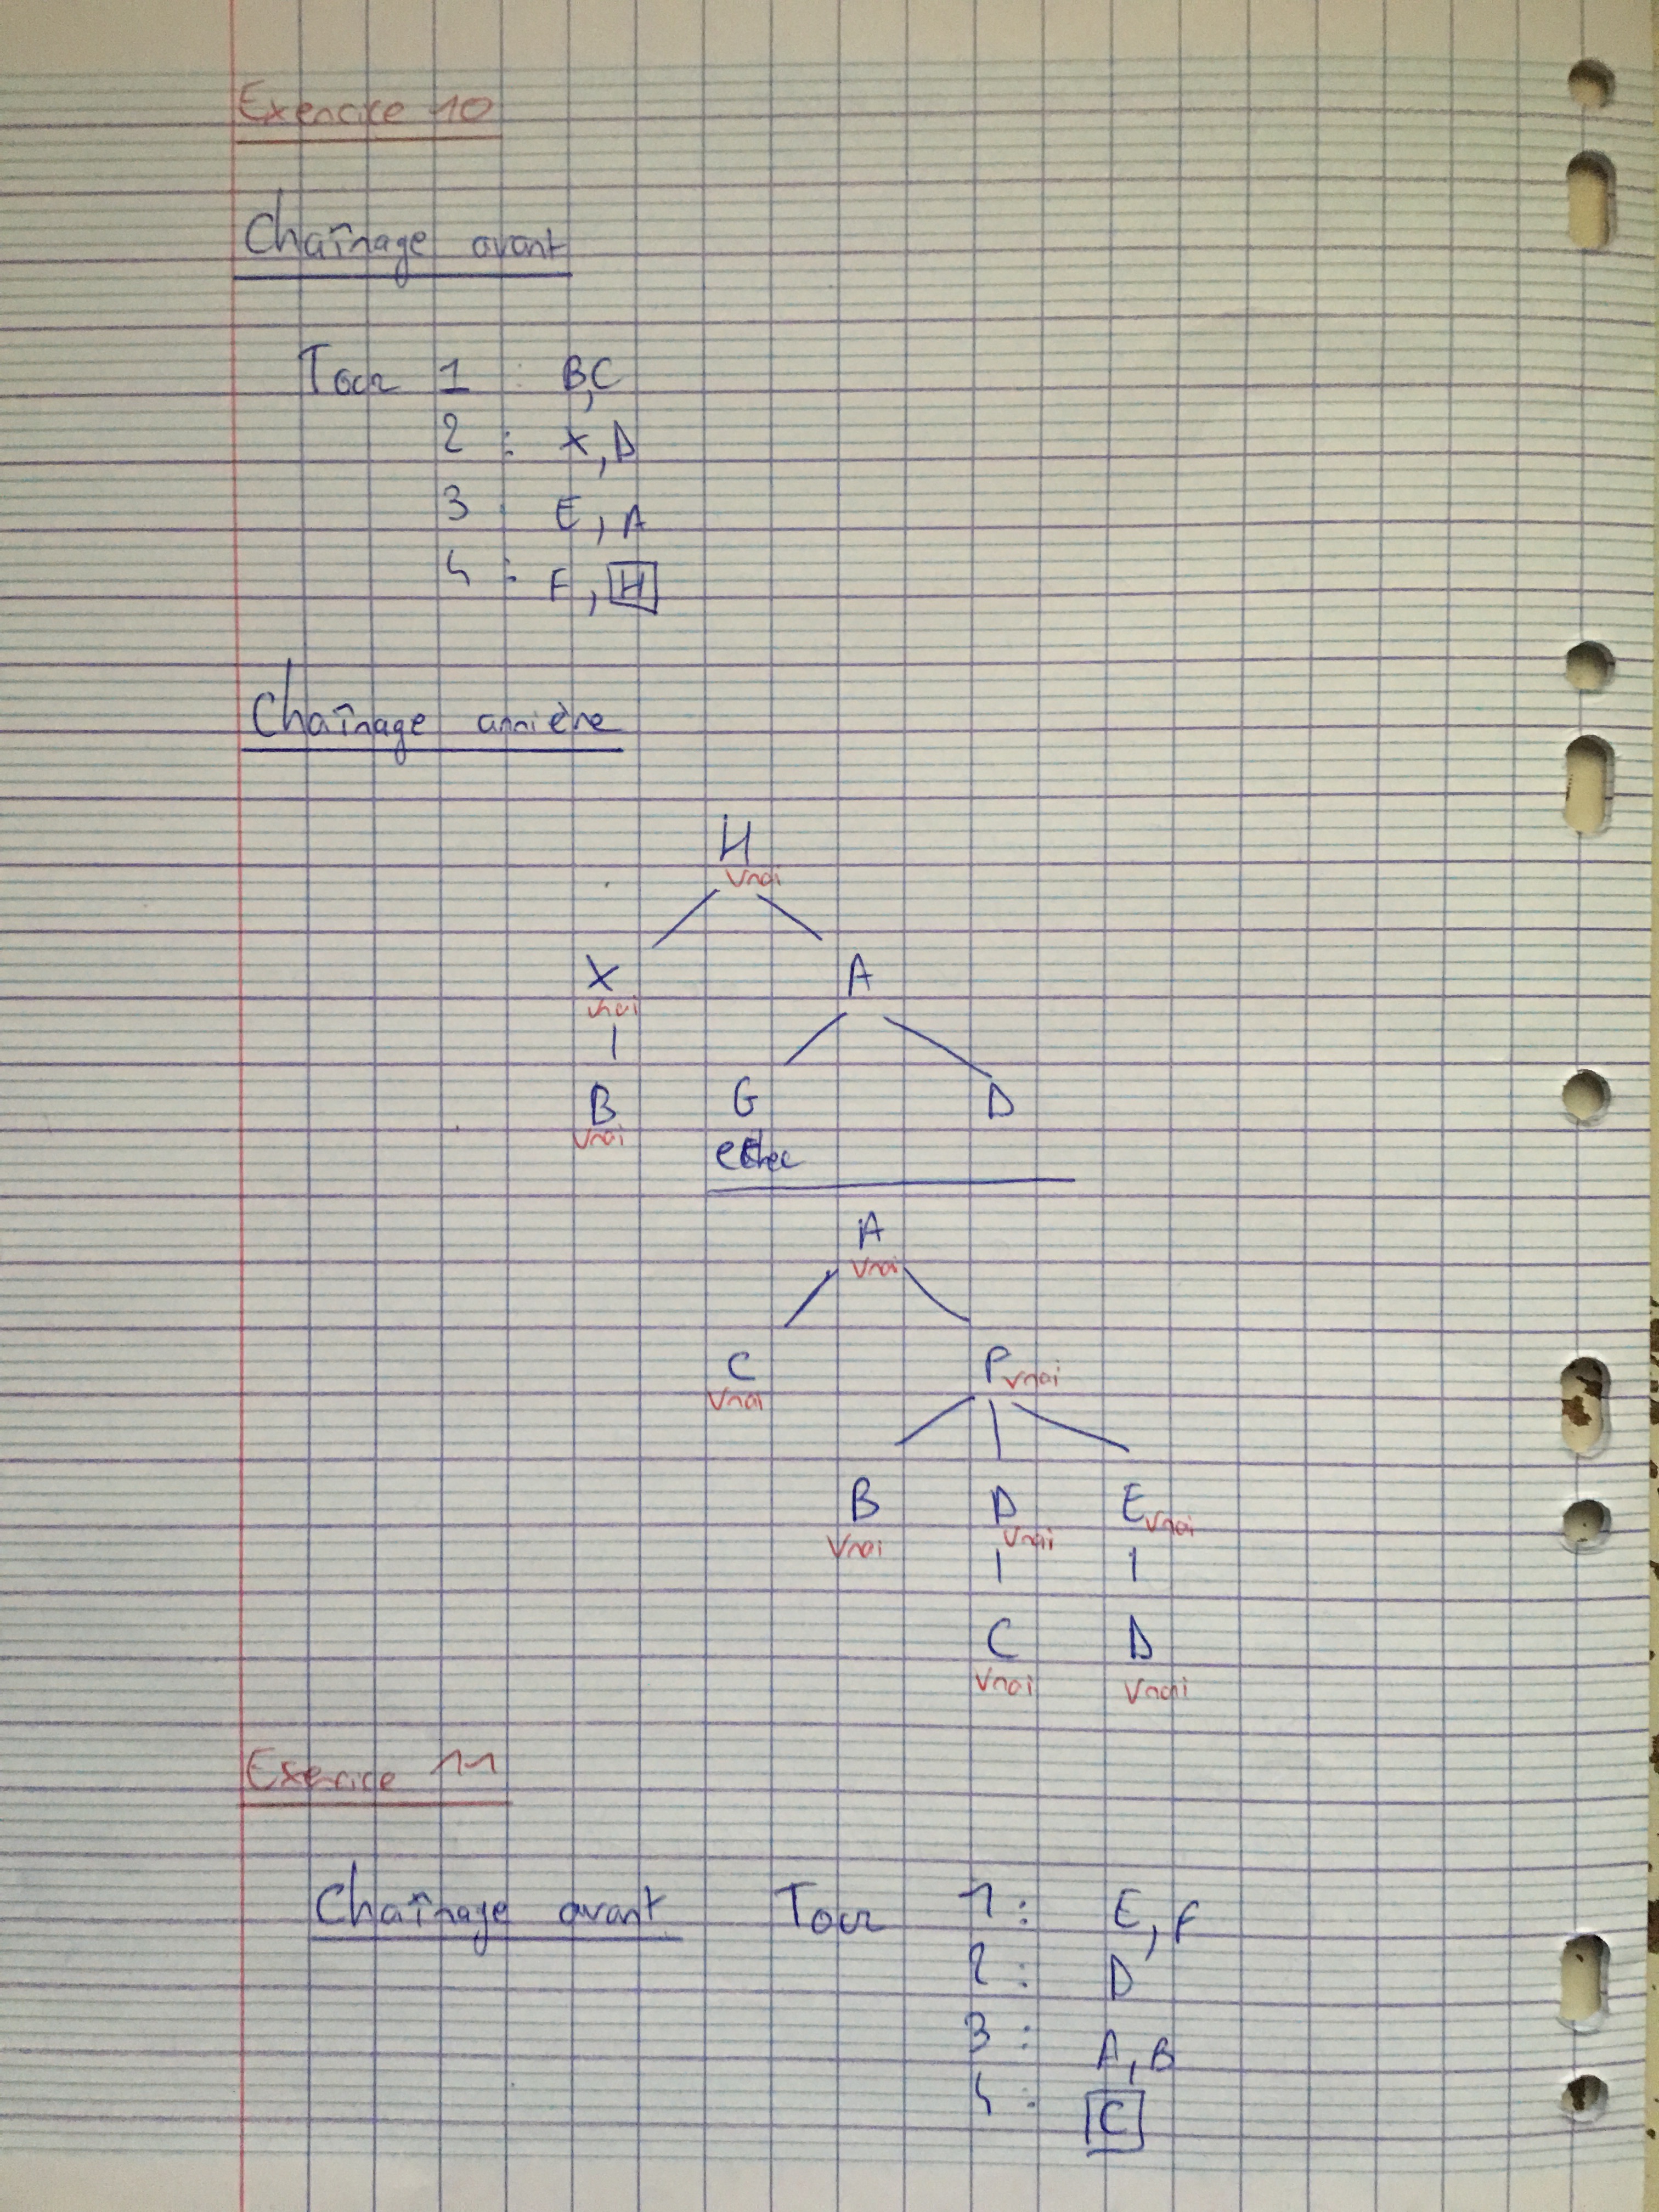 Exercice 10
Chaînage avant
Tour 1 : B,C
2 : X,D
3 : E, A
4 : F, H
Chaînage arrière
H
Vrai
X A
Vrai
B G D
Vrai echec
A
Vrai
C F Vrai
Vrai
B D E Vrai
Vrai Vrai
C D
Vrai Vrai
Exercice 11
Chaînage avant Tour 1 : E, F
2 : D
3 : A, B
4 : C